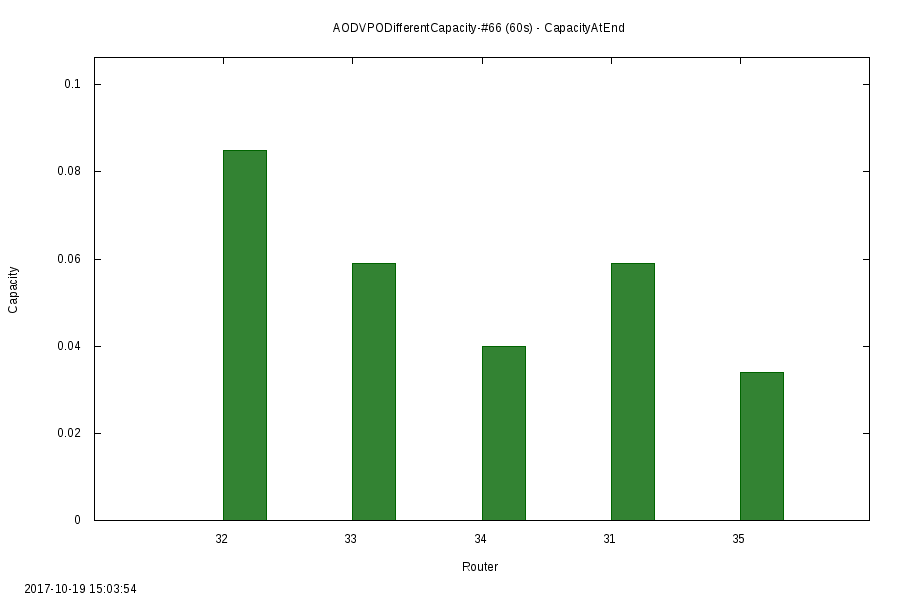 AODVPODifferentCapacity-#66 (60s) - CapacityAtEnd
0.1
0.08
0.06
0.04
0.02
0
Capacity
32 33 34 31 35
Router
2017-10-19 15:03:54